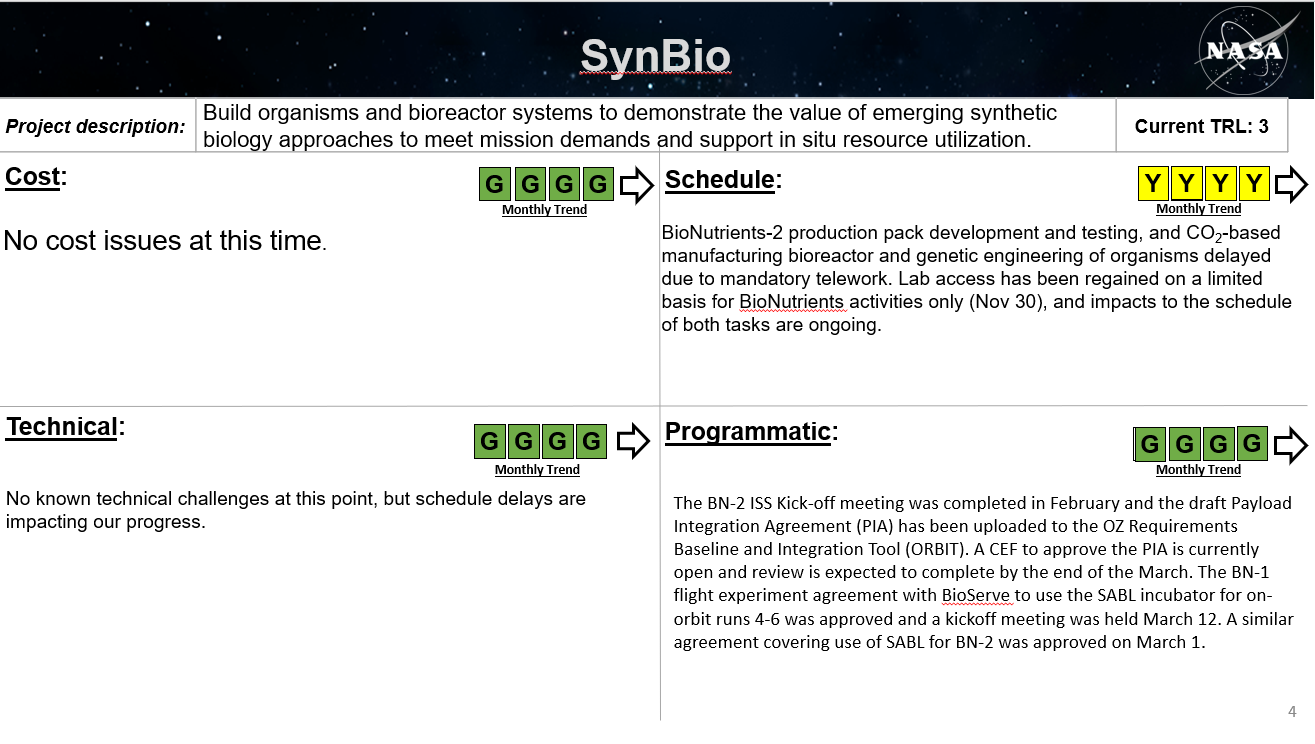 SynBio
NASA
Project description:
Build organisms and bioreactor systems to demonstrate the value of emerging synthetic
biology approaches to meet mission demands and support in situ resource utilization.
Current TRL: 3
Cost:
G G G G
Monthly Trend
No cost issues at this time.
Schedule:
Y Y Y Y
Monthly Trend
BioNutrients-2 production pack development and testing, and CO2-based
manufacturing bioreactor and genetic engineering of organisms delayed
due to mandatory telework. Lab access has been regained on a limited
basis for BioNutrients activities only (Nov 30), and impacts to the schedule
of both tasks are ongoing.
Technical:
G G G G
Monthly Trend
No known technical challenges at this point, but schedule delays are
impacting our progress.
Programmatic:
G G G G
Monthly Trend
The BN-2 ISS Kick-off meeting was completed in February and the draft Payload
Integration Agreement (PIA) has been uploaded to the OZ Requirements
Baseline and Integration Tool (ORBIT). A CEF to approve the PIA is currently
open and review is expected to complete by the end of the March. The BN-1
flight experiment agreement with BioServe to use the SABL incubator for on-
orbit runs 4-6 was approved and a kickoff meeting was held March 12. A similar
agreement covering use of SABL for BN-2 was approved on March 1.
4